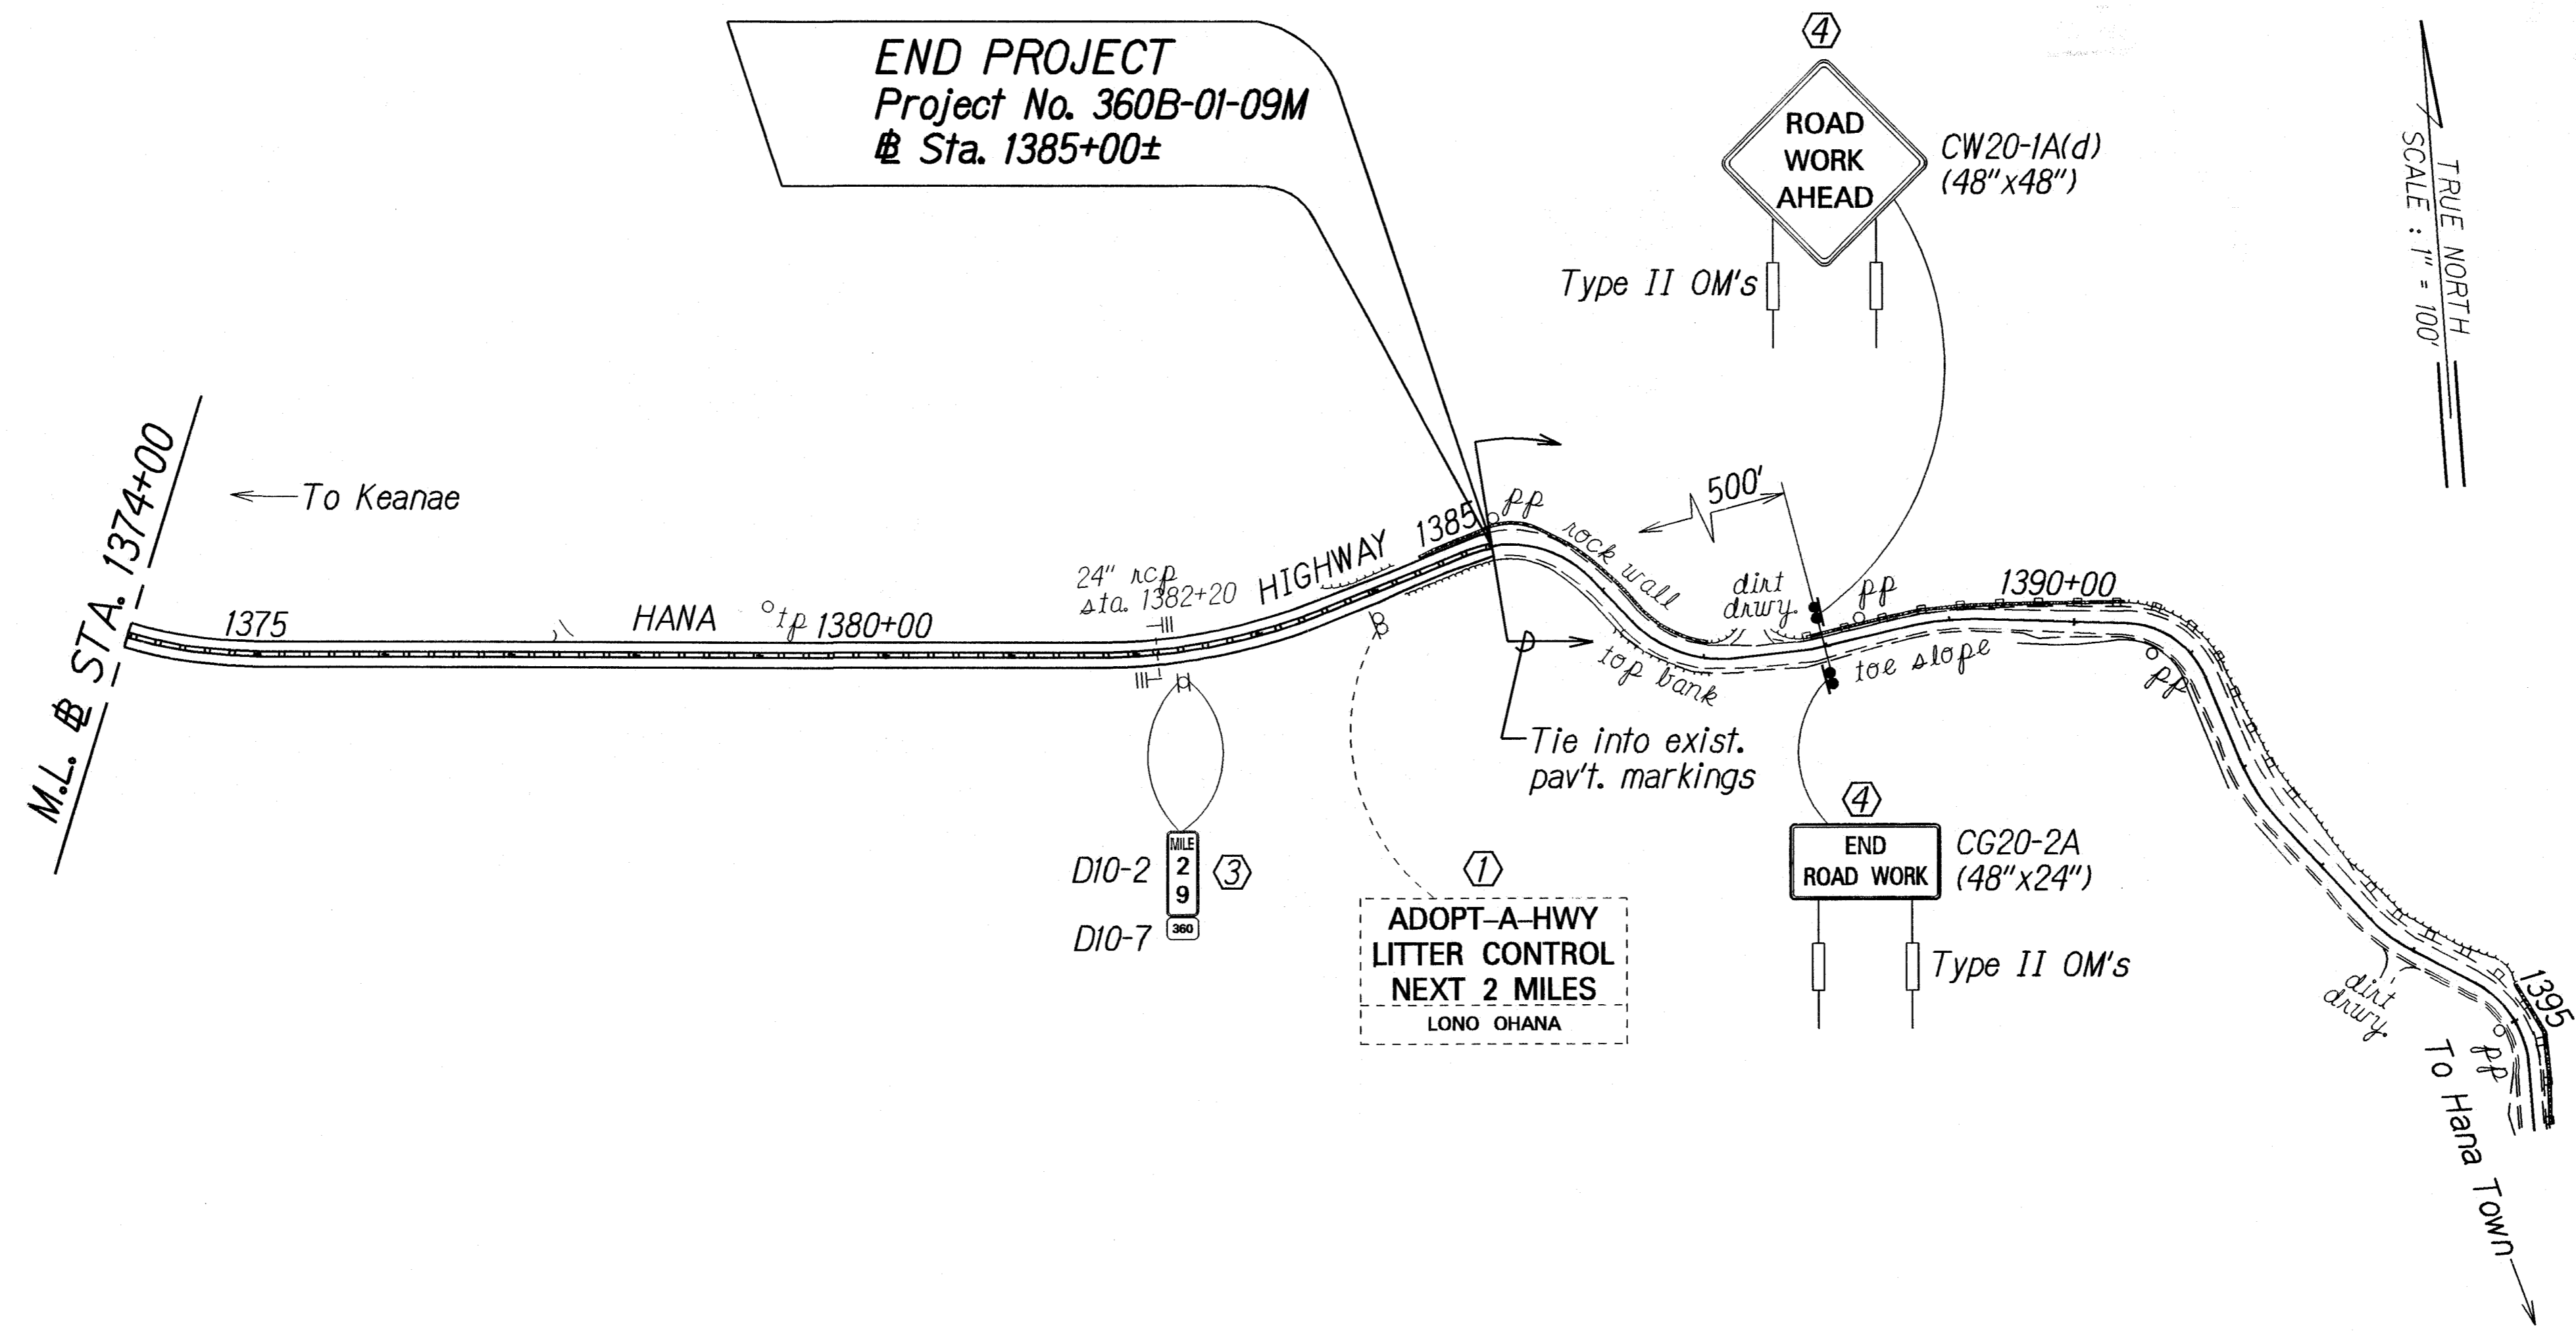 END PROJECT
Project No. 360B-01-09M
BL Sta. 1385+00±
4
ROAD
WORK
AHEAD
CW20-1A(d)
(48"x48")
Type II OM's
TRUE NORTH
SCALE : 1" = 100'
M.L. BL STA. 1374+00
To Keanae
1375
HANA
tp
1380+00
24" rcp
sta. 1382+20
HIGHWAY
1385
pp
rock wall
500'
dirt
drwy.
pp
1390+00
top bank
toe slope
pp
Tie into exist.
pav't. markings
D10-2
MILE
2
9
3
D10-7
360
1
ADOPT-A-HWY
LITTER CONTROL
NEXT 2 MILES
LONO OHANA
4
END
ROAD WORK
CG20-2A
(48"x24")
Type II OM's
dirt
drwy.
1395
pp
To Hana Town